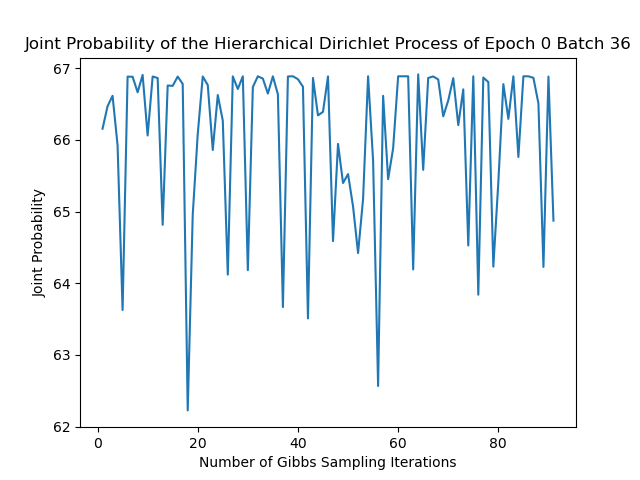 Joint Probability of the Hierarchical Dirichlet Process of Epoch 0 Batch 36
67
66
65
64
63
62
Joint Probability
0 20 40 60 80
Number of Gibbs Sampling Iterations